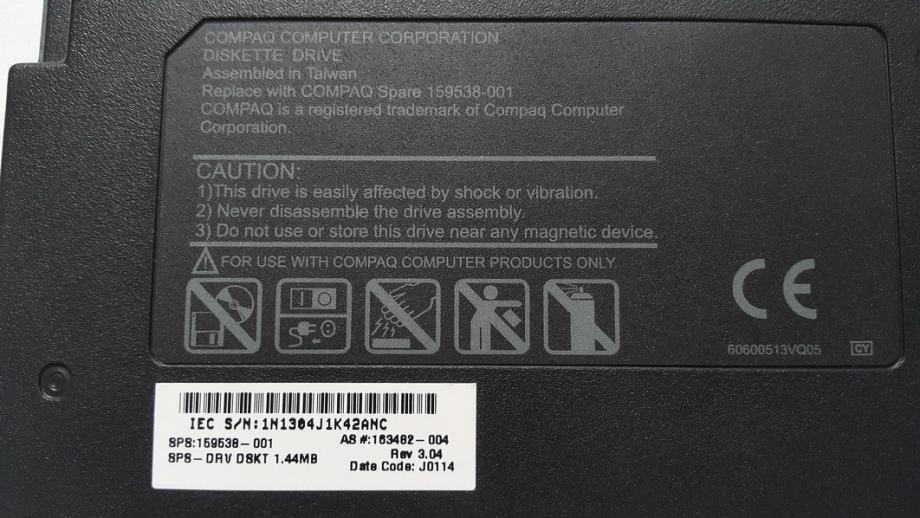 COMPAQ COMPUTER CORPORATION
DISKETTE DRIVE
Assembled in Taiwan
Replace with COMPAQ Spare 159538-001
COMPAQ is a registered trademark of Compaq Computer
Corporation.
CAUTION:
1)This drive is easily affected by shock or vibration.
2) Never disassemble the drive assembly.
3) Do not use or store this drive near any magnetic device.
FOR USE WITH COMPAQ COMPUTER PRODUCTS ONLY.
CE
60600513VQ05 CY
IEC S/N:1N1304J1K42ANC
SPS:159538-001 AS #:163482-004
SPS-DRV DSKT 1.44MB Rev 3.04
Date Code: J0114